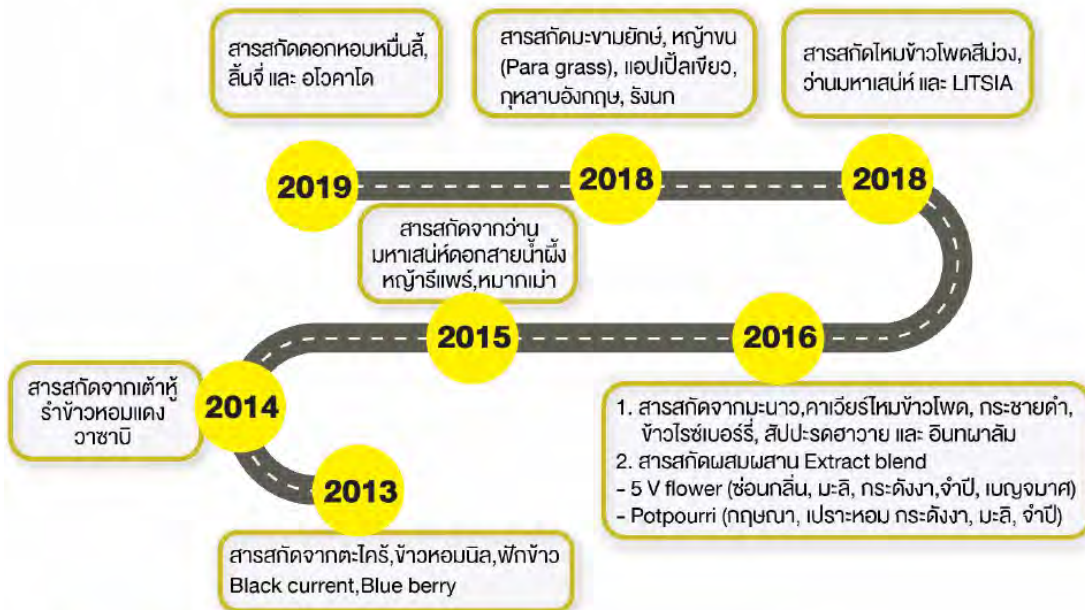 สารสกัดดอกหอมหมื่นลี้,
ลิ้นจี่ และ อโวคาโด
สารสกัดมะขามยักษ์, หญ้าขน
(Para grass), แอปเปิ้ลเขียว,
กุหลาบอังกฤษ, รังนก
สารสกัดไหมข้าวโพดสีม่วง,
ว่านมหาเสน่ห์ และ LITSIA
2019
2018
2018
สารสกัดจากว่าน
มหาเสน่ห์ดอกสายน้ำผึ้ง
หญ้ารีแพร์,หมากเม่า
2015
2016
สารสกัดจากเต้าหู้
รำข้าวหอมแดง
วาซาบิ
2014
1. สารสกัดจากมะนาว,คาเวียร์ไหมข้าวโพด, กระชายดำ,
ข้าวไรซ์เบอร์รี่, สัปปะรดฮาวาย และ อินทผาลัม
2. สารสกัดผสมผสาน Extract blend
- 5 V flower (ซ่อนกลิ่น, มะลิ, กระดังงา,จำปี, เบญจมาศ)
- Potpourri (กฤษณา, เปราะหอม กระดังงา, มะลิ, จำปี)
2013
สารสกัดจากตะไคร้,ข้าวหอมนิล,ฟักข้าว
Black current,Blue berry